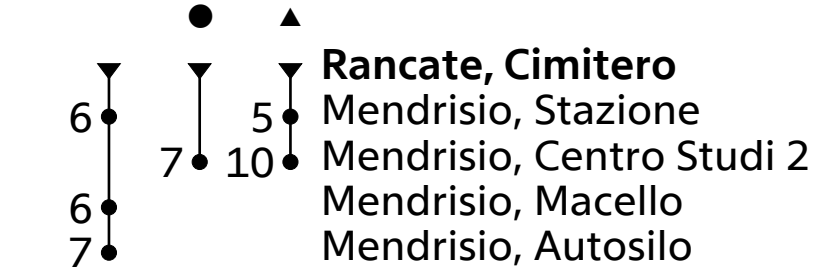 Rancate, Cimitero
6 5 Mendrisio, Stazione
7 10 Mendrisio, Centro Studi 2
6 Mendrisio, Macello
7 Mendrisio, Autosilo